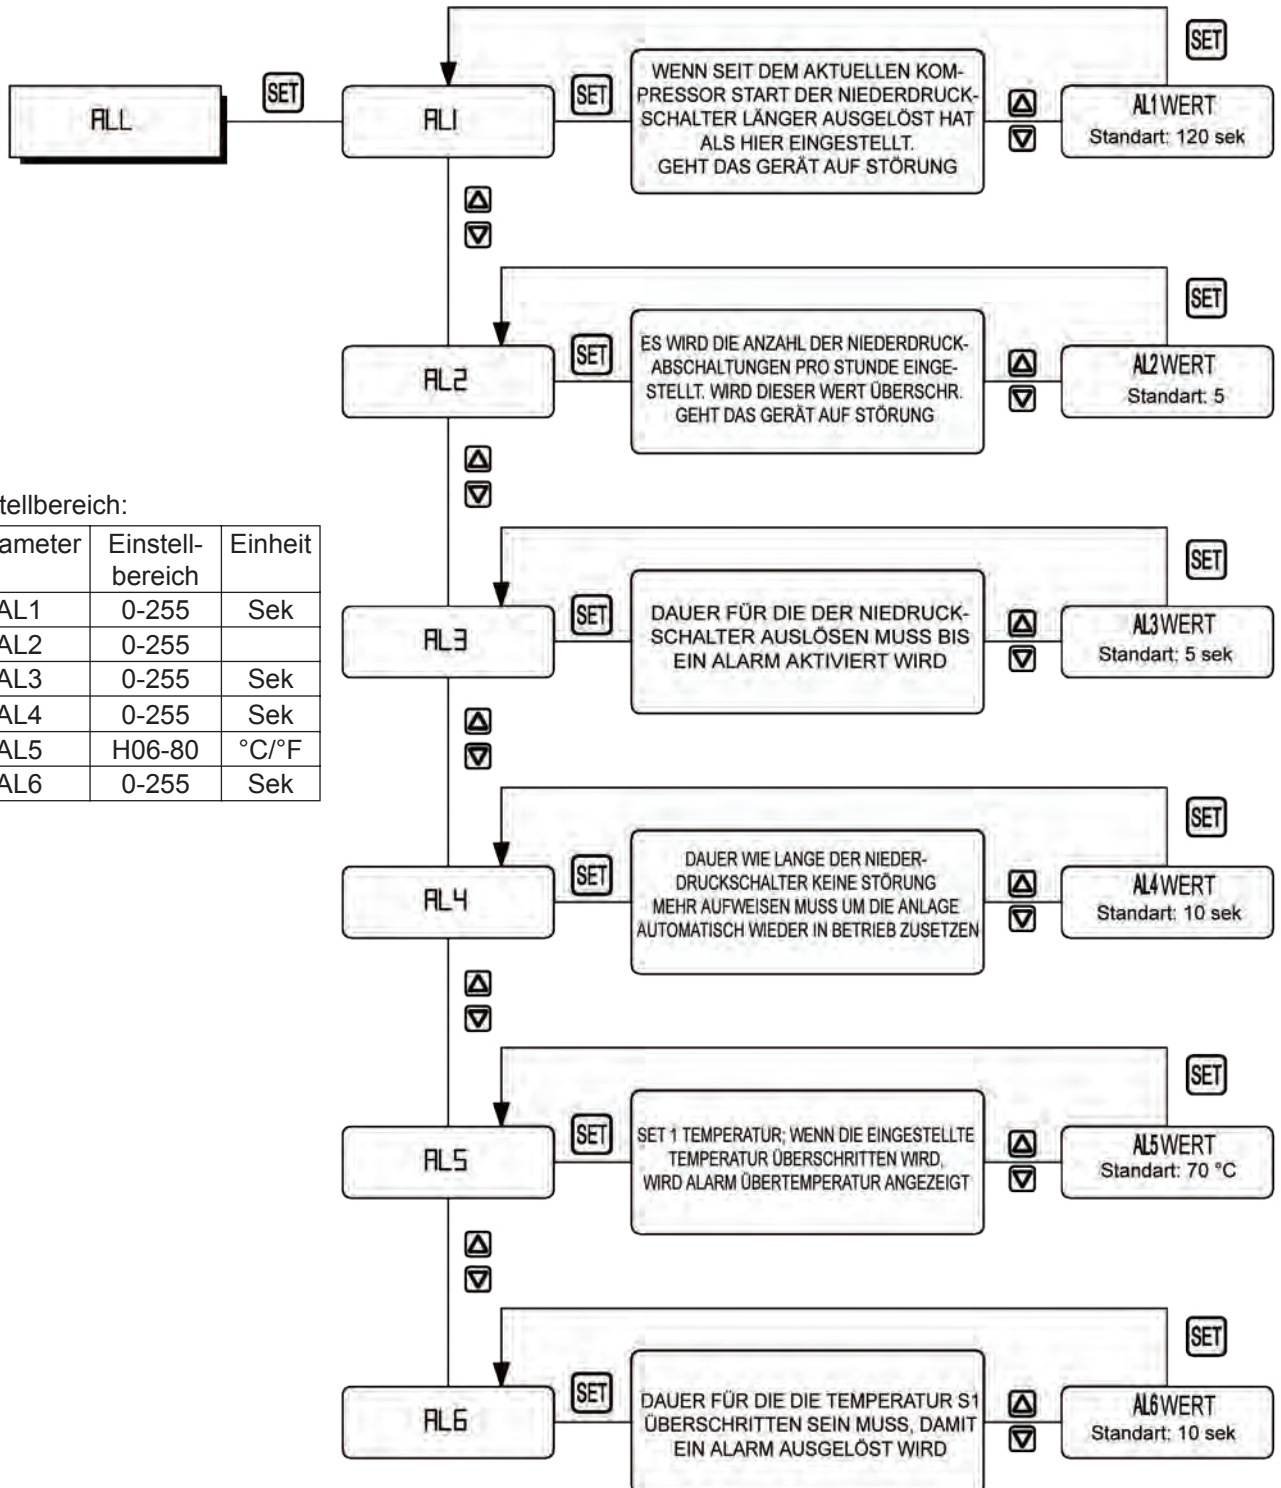 SET
SET
SET
ALL
AL1
WENN SEIT DEM AKTUELLEN KOM-
PRESSOR START DER NIEDERDRUCK-
SCHALTER LÄNGER AUSGELÖST HAT
ALS HIER EINGESTELLT.
GEHT DAS GERÄT AUF STÖRUNG
AL1 WERT
Standart: 120 sek
SET
SET
AL2
ES WIRD DIE ANZAHL DER NIEDERDRUCK-
ABSCHALTUNGEN PRO STUNDE EINGE-
STELLT. WIRD DIESER WERT ÜBERSCHR.
GEHT DAS GERÄT AUF STÖRUNG
AL2 WERT
Standart: 5
tellbereich:
ameter Einstell- Einheit
bereich
AL1 0-255 Sek
AL2 0-255
AL3 0-255 Sek
AL4 0-255 Sek
AL5 H06-80 °C/°F
AL6 0-255 Sek
SET
SET
AL3
DAUER FÜR DIE DER NIEDRUCK-
SCHALTER AUSLÖSEN MUSS BIS
EIN ALARM AKTIVIERT WIRD
AL3 WERT
Standart: 5 sek
SET
SET
AL4
DAUER WIE LANGE DER NIEDER-
DRUCKSCHALTER KEINE STÖRUNG
MEHR AUFWEISEN MUSS UM DIE ANLAGE
AUTOMATISCH WIEDER IN BETRIEB ZUSETZEN
AL4 WERT
Standart: 10 sek
SET
SET
AL5
SET 1 TEMPERATUR; WENN DIE EINGESTELLTE
TEMPERATUR ÜBERSCHRITTEN WIRD,
WIRD ALARM ÜBERTEMPERATUR ANGEZEIGT
AL5 WERT
Standart: 70 °C
SET
SET
AL6
DAUER FÜR DIE DIE TEMPERATUR S1
ÜBERSCHRITTEN SEIN MUSS, DAMIT
EIN ALARM AUSGELÖST WIRD
AL6 WERT
Standart: 10 sek